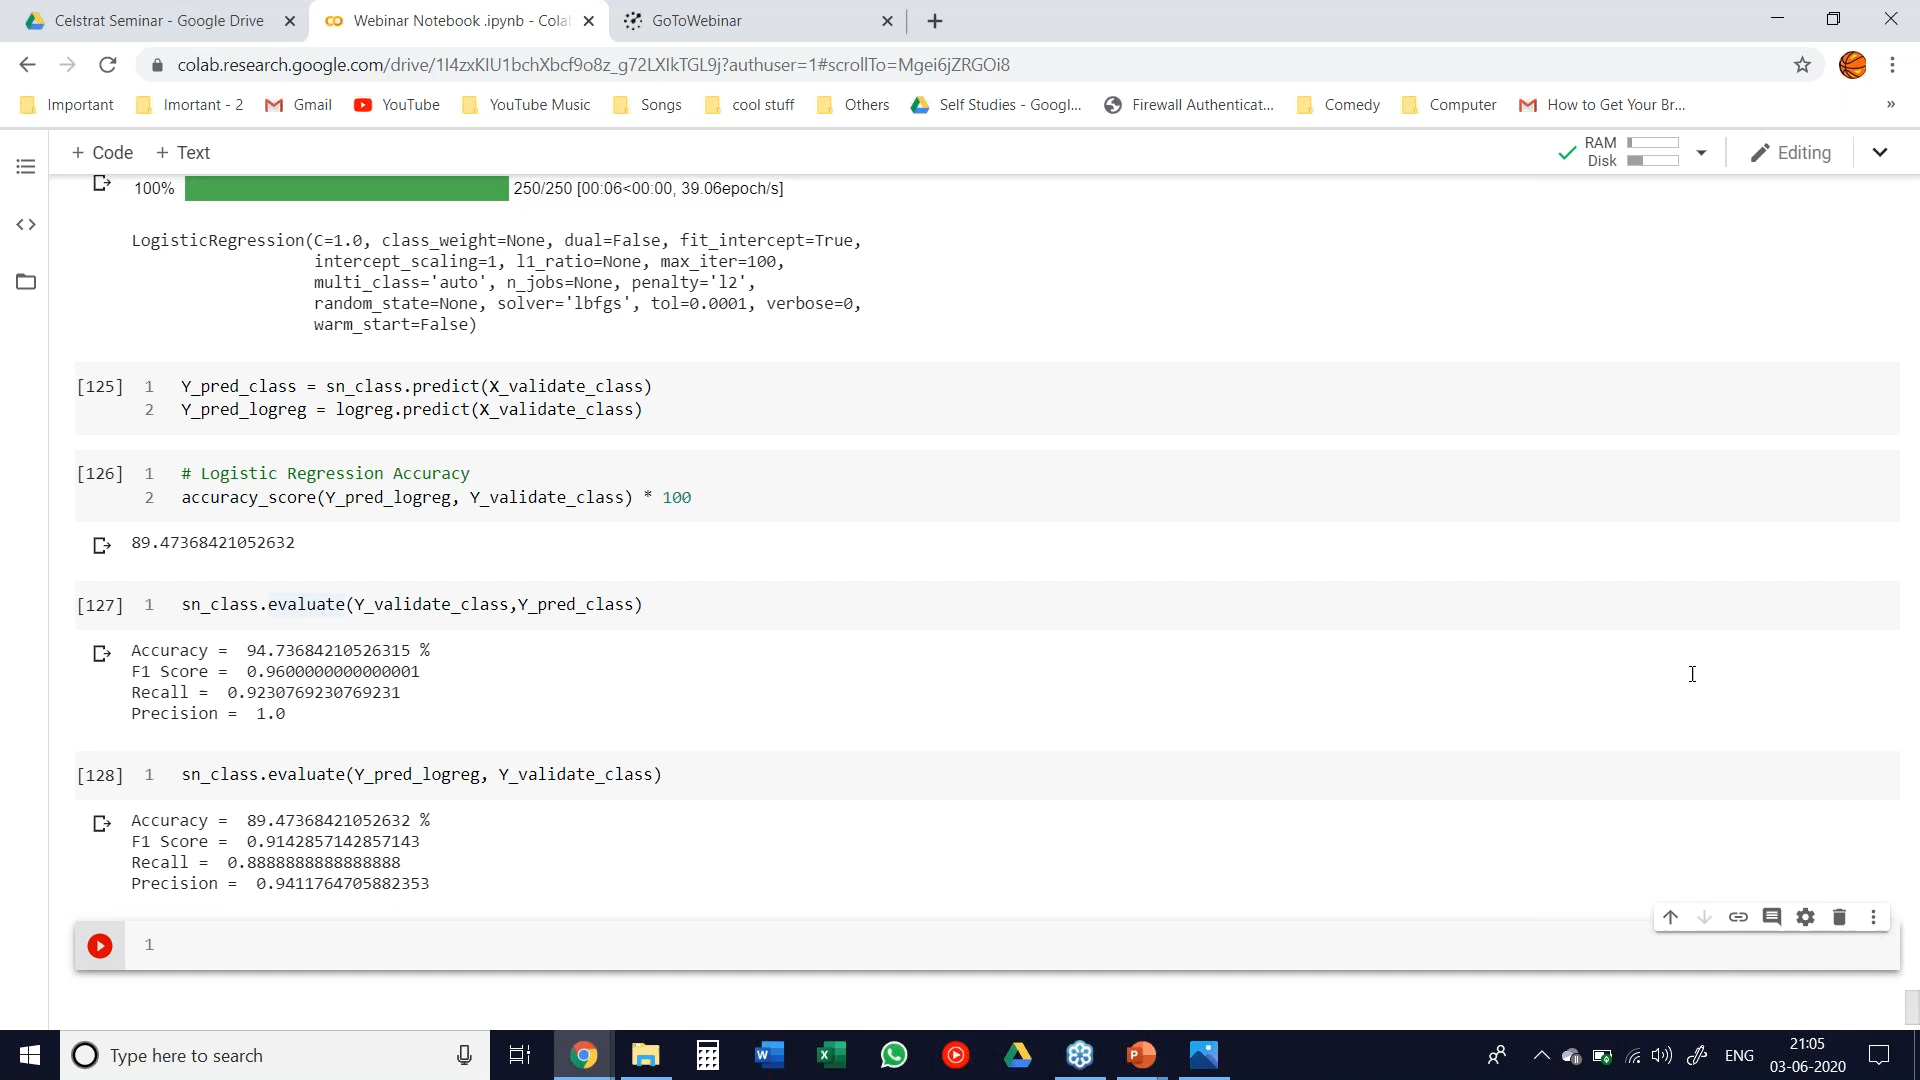 Celstrat Seminar - Google Drive
Webinar Notebook .ipynb - Cola
GoToWebinar
colab.research.google.com/drive/1I4zxKIU1bchXbcf9o8z_g72LXIkTGL9j?authuser=1#scrollTo=Mgei6jZRGOi8
Important
Imortant - 2
Gmail
YouTube
YouTube Music
Songs
cool stuff
Others
Self Studies - Googl...
Firewall Authenticat...
Comedy
Computer
How to Get Your Br...
»
+ Code + Text
RAM
Disk
Editing
100% 250/250 [00:06<00:00, 39.06epoch/s]
LogisticRegression(C=1.0, class_weight=None, dual=False, fit_intercept=True,
intercept_scaling=1, l1_ratio=None, max_iter=100,
multi_class='auto', n_jobs=None, penalty='l2',
random_state=None, solver='lbfgs', tol=0.0001, verbose=0,
warm_start=False)
[125] 1 Y_pred_class = sn_class.predict(X_validate_class)
2 Y_pred_logreg = logreg.predict(X_validate_class)
[126] 1 # Logistic Regression Accuracy
2 accuracy_score(Y_pred_logreg, Y_validate_class) * 100
89.47368421052632
[127] 1 sn_class.evaluate(Y_validate_class,Y_pred_class)
Accuracy = 94.73684210526315 %
F1 Score = 0.9600000000000001
Recall = 0.9230769230769231
Precision = 1.0
[128] 1 sn_class.evaluate(Y_pred_logreg, Y_validate_class)
Accuracy = 89.47368421052632 %
F1 Score = 0.9142857142857143
Recall = 0.8888888888888888
Precision = 0.9411764705882353
1
Type here to search
ENG
21:05
03-06-2020